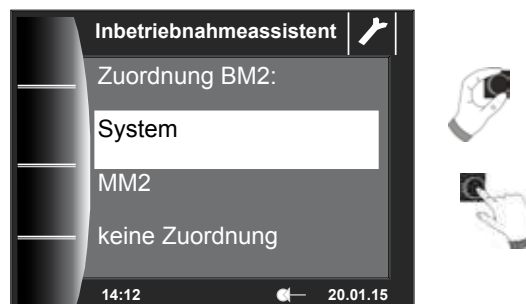 Inbetriebnahmeassistent
Zuordnung BM2:
System
MM2
keine Zuordnung
14:12 20.01.15